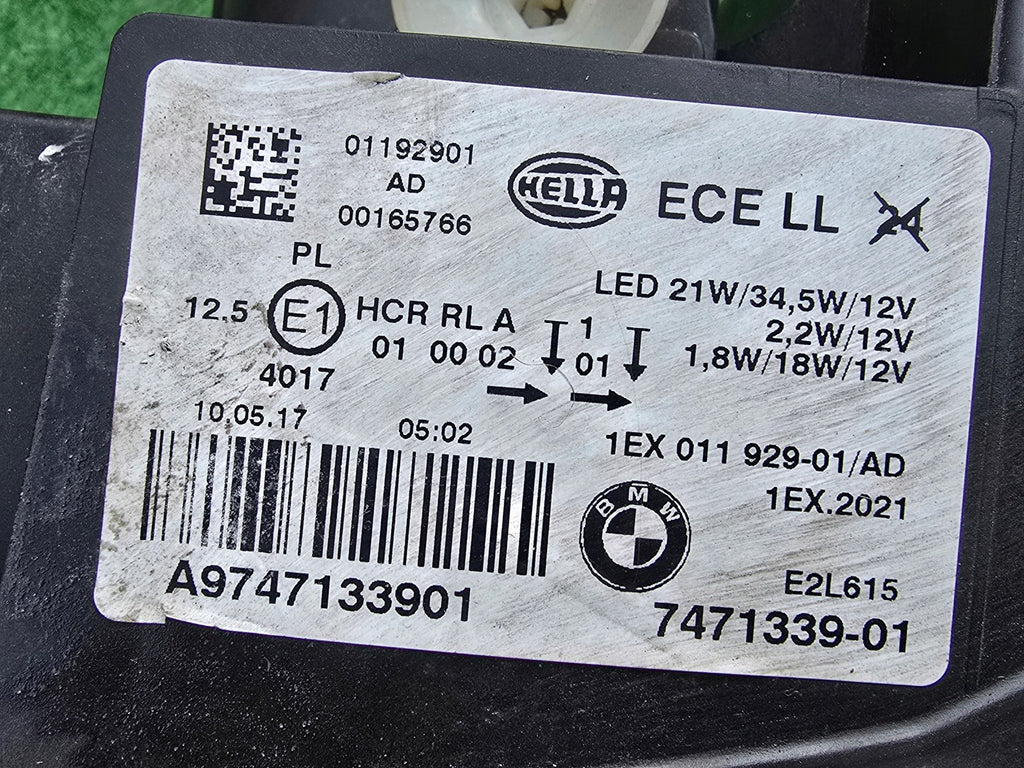 01192901
AD
00165766
HELLA
ECE LL 24
PL
12.5 E1 HCR RL A 1
01 00 02 01
4017
LED 21W/34,5W/12V
2,2W/12V
1,8W/18W/12V
10.05.17 05:02
1EX 011 929-01/AD
1EX.2021
BMW
E2L615
A9747133901
7471339-01